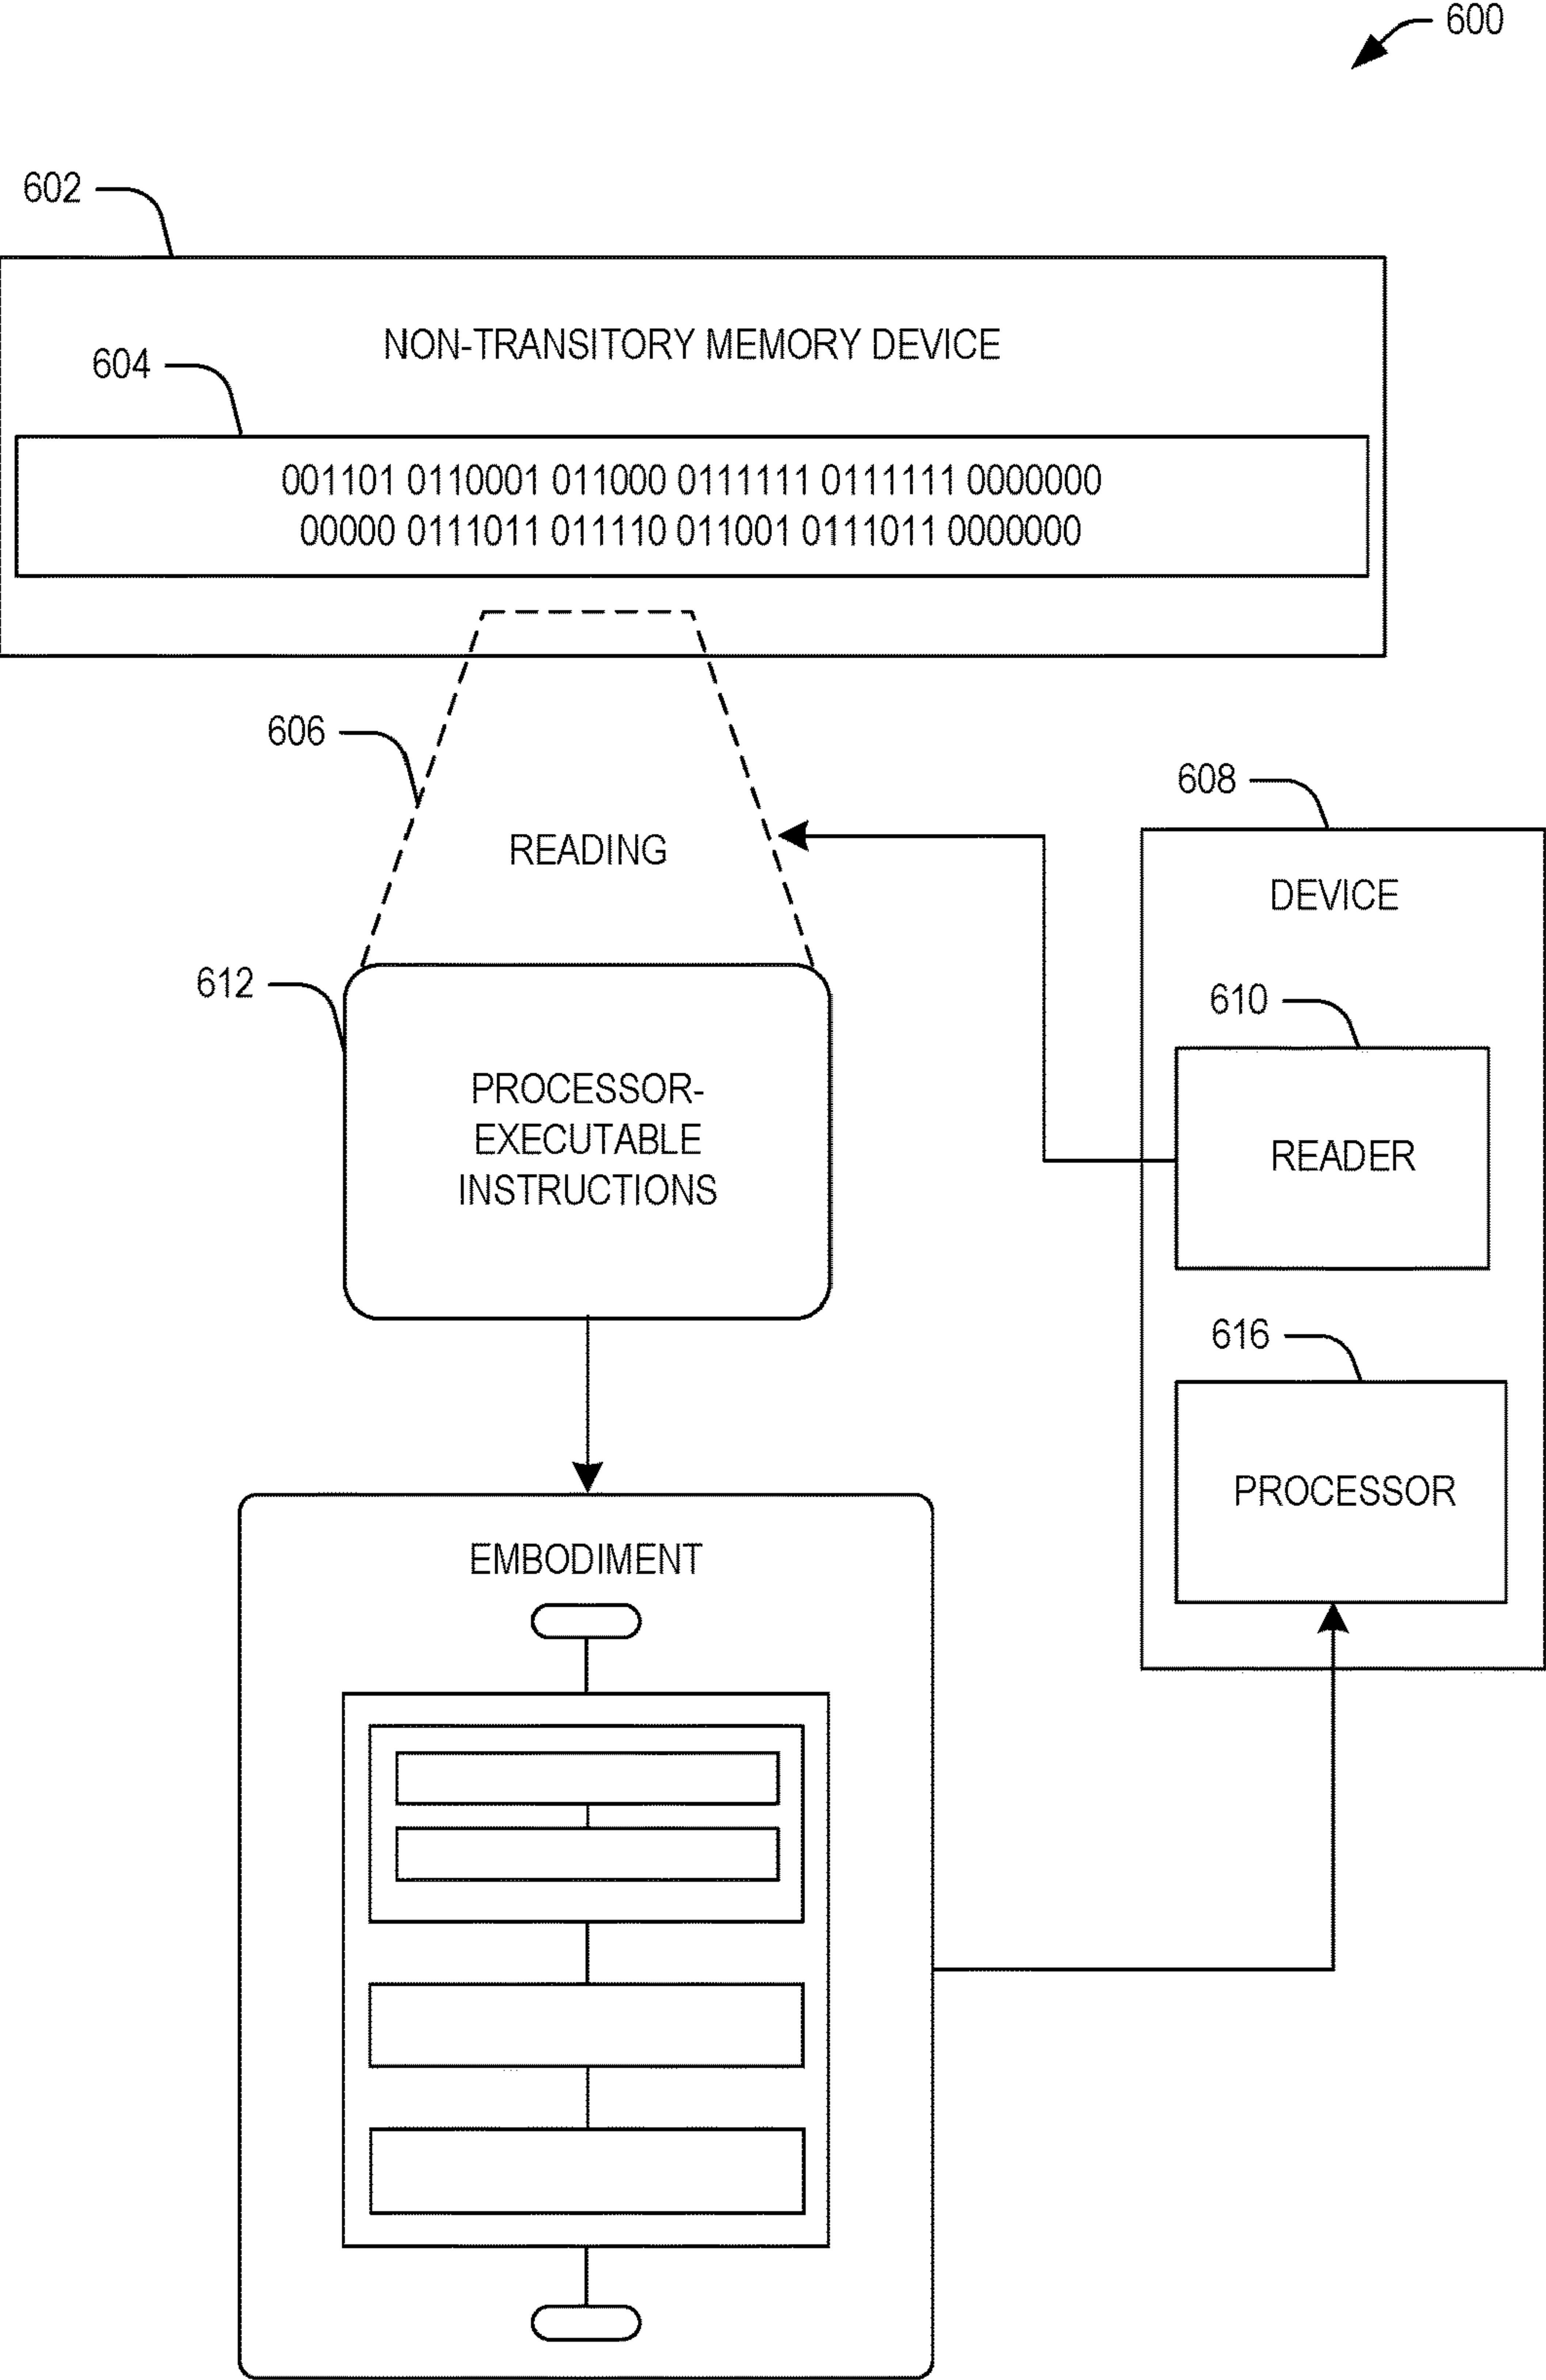 600
602
NON-TRANSITORY MEMORY DEVICE
604
001101 0110001 011000 0111111 0111111 0000000
00000 0111011 011110 011001 0111011 0000000
606
READING
608
DEVICE
612
PROCESSOR-
EXECUTABLE
INSTRUCTIONS
610
READER
616
PROCESSOR
EMBODIMENT